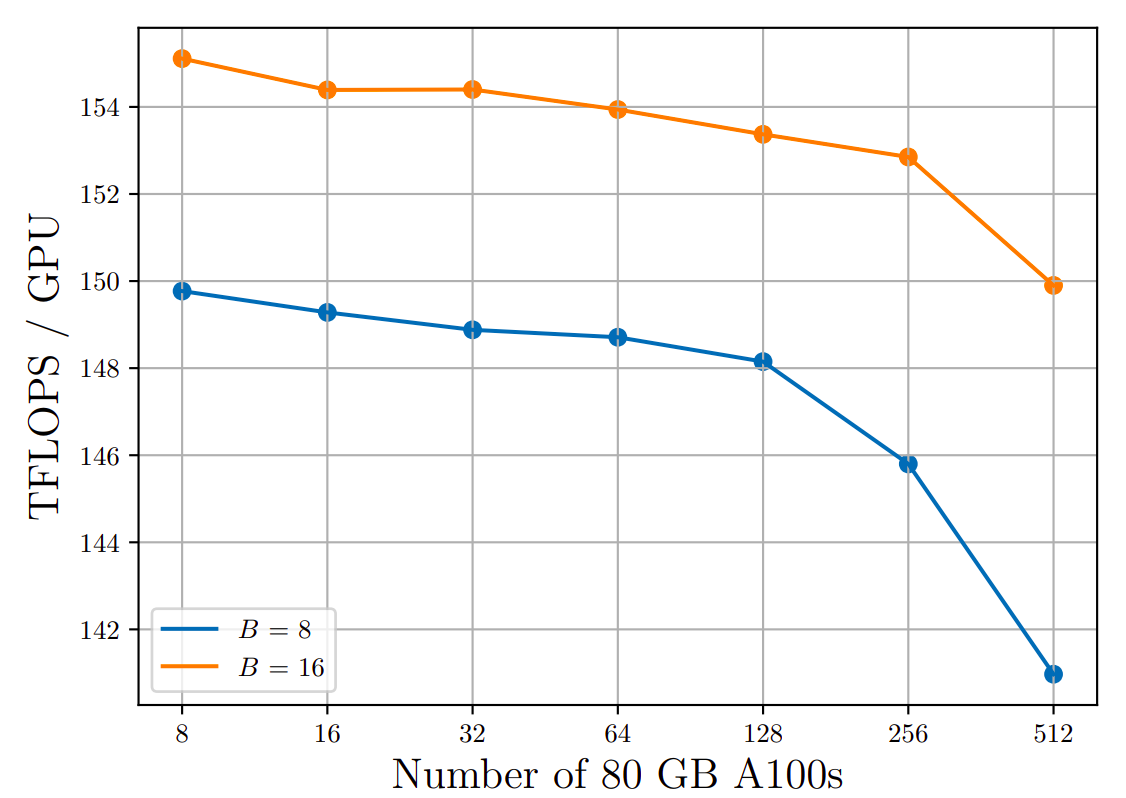 154
152
150
148
146
144
142
TFLOPS / GPU
B = 8
B = 16
8 16 32 64 128 256 512
Number of 80 GB A100s